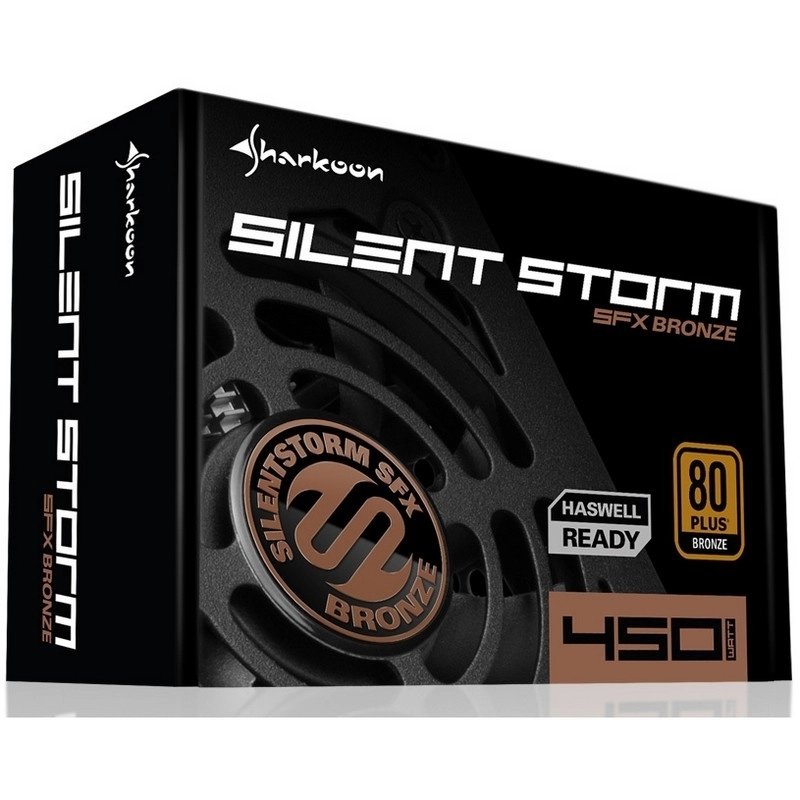 Sharkoon
SILENT STORM
SFX BRONZE
Sharkoon
SILENT STORM
SFX BRONZE
SILENTSTORM SFX
BRONZE
HASWELL
READY
80
PLUS®
BRONZE
450 WATT